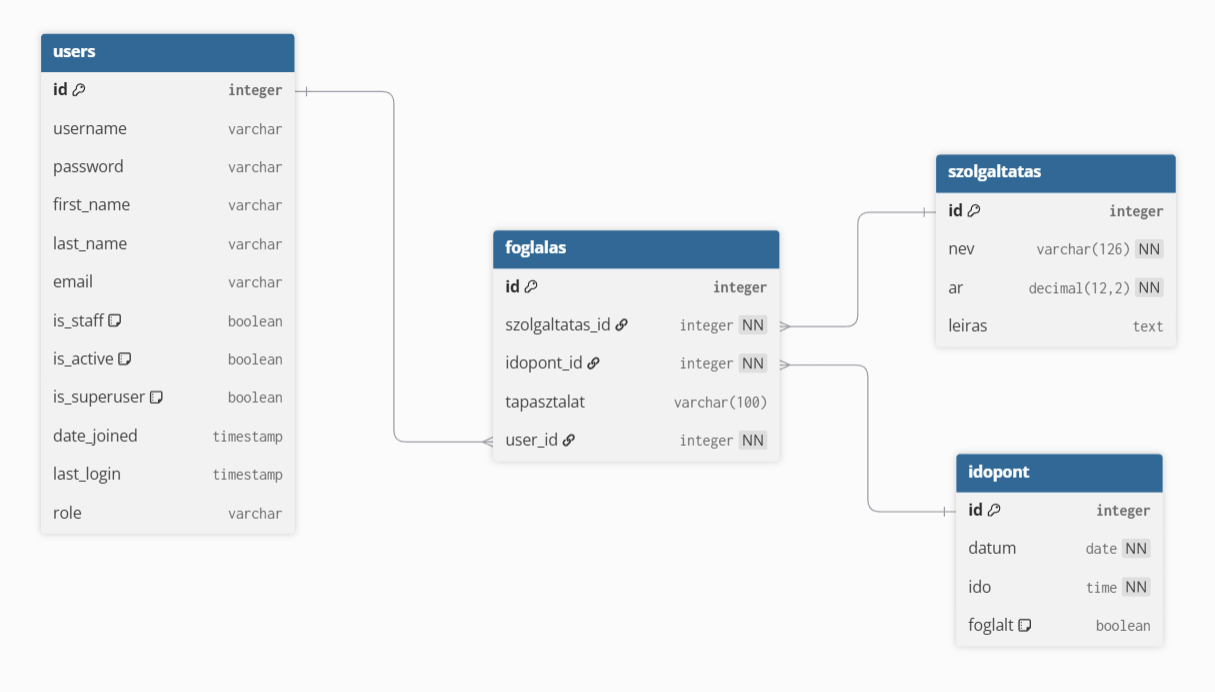 users
id integer
username varchar
password varchar
first_name varchar
last_name varchar
email varchar
is_staff boolean
is_active boolean
is_superuser boolean
date_joined timestamp
last_login timestamp
role varchar
foglalas
id integer
szolgaltatas_id integer NN
idopont_id integer NN
tapasztalat varchar(100)
user_id integer NN
szolgaltatas
id integer
nev varchar(126) NN
ar decimal(12,2) NN
leiras text
idopont
id integer
datum date NN
ido time NN
foglalt boolean